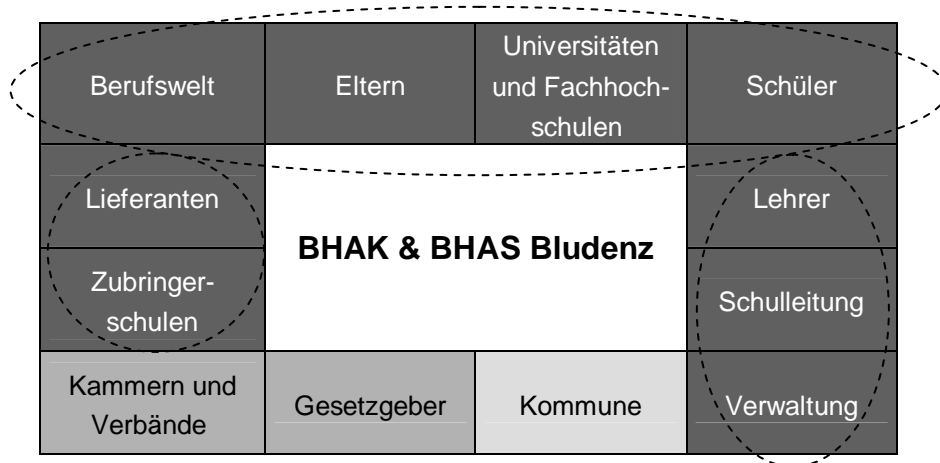 Berufswelt
Eltern
Universitäten
und Fachhoch-
schulen
Schüler
Lieferanten
Lehrer
BHAK & BHAS Bludenz
Zubringer-
schulen
Schulleitung
Kammern und
Verbände
Gesetzgeber
Kommune
Verwaltung